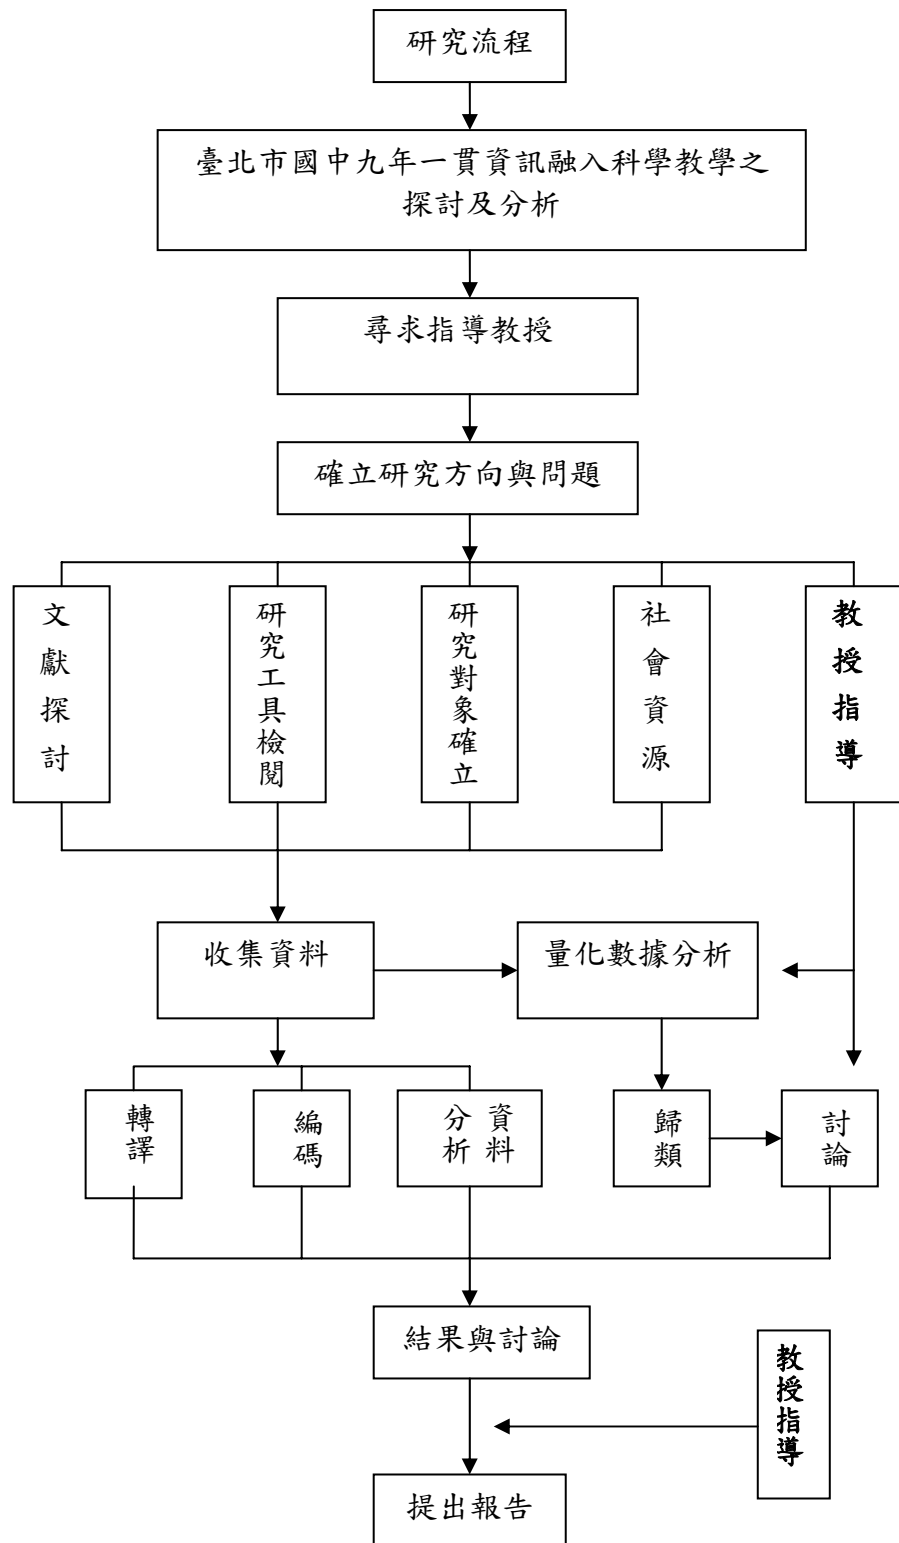 研究流程
臺北市國中九年一貫資訊融入科學教學之
探討及分析
尋求指導教授
確立研究方向與問題
文獻探討
研究工具檢閱
研究對象確立
社會資源
教授指導
收集資料
量化數據分析
轉譯
編碼
資料
分析
歸類
討論
結果與討論
教授指導
提出報告